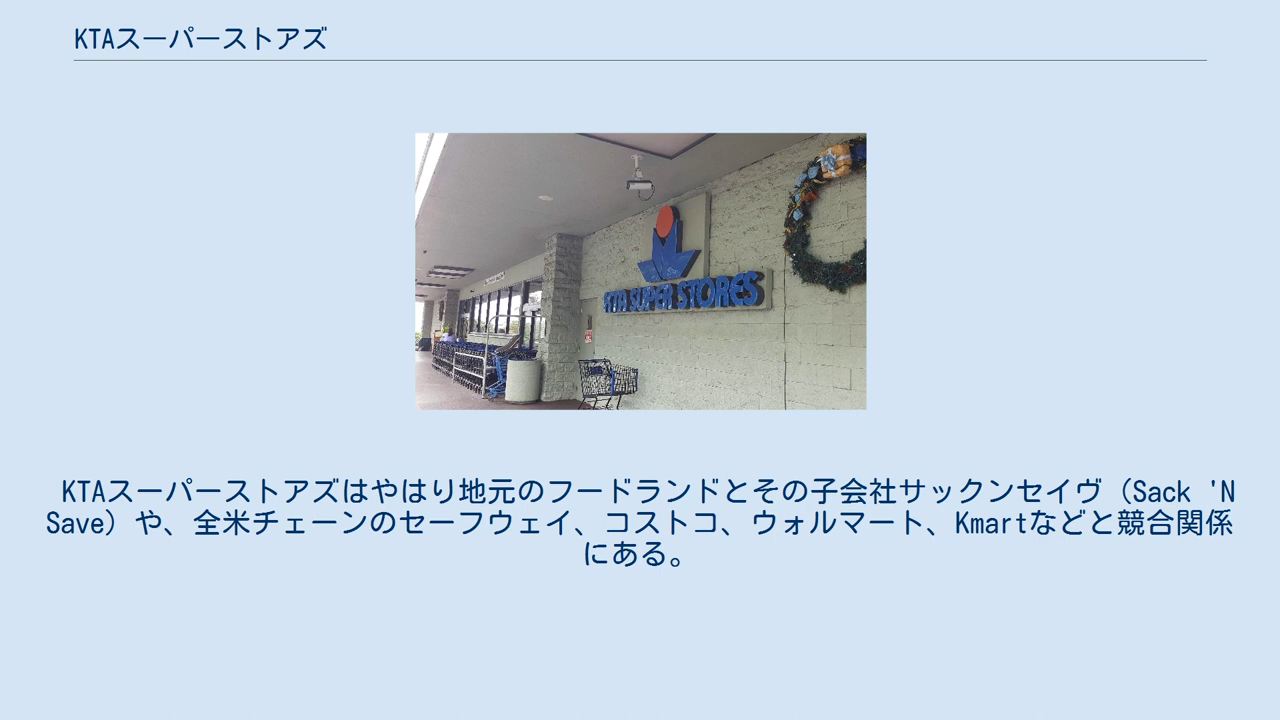 KTAスーパーストアズ
KTA SUPER STORES
KTAスーパーストアズはやはり地元のフードランドとその子会社サックンセイヴ（Sack 'N
Save）や、全米チェーンのセーフウェイ、コストコ、ウォルマート、Kmartなどと競合関係
にある。